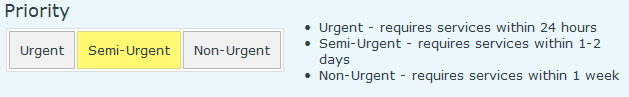 Priority
Urgent Semi-Urgent Non-Urgent
• Urgent - requires services within 24 hours
• Semi-Urgent - requires services within 1-2
days
• Non-Urgent - requires services within 1 week